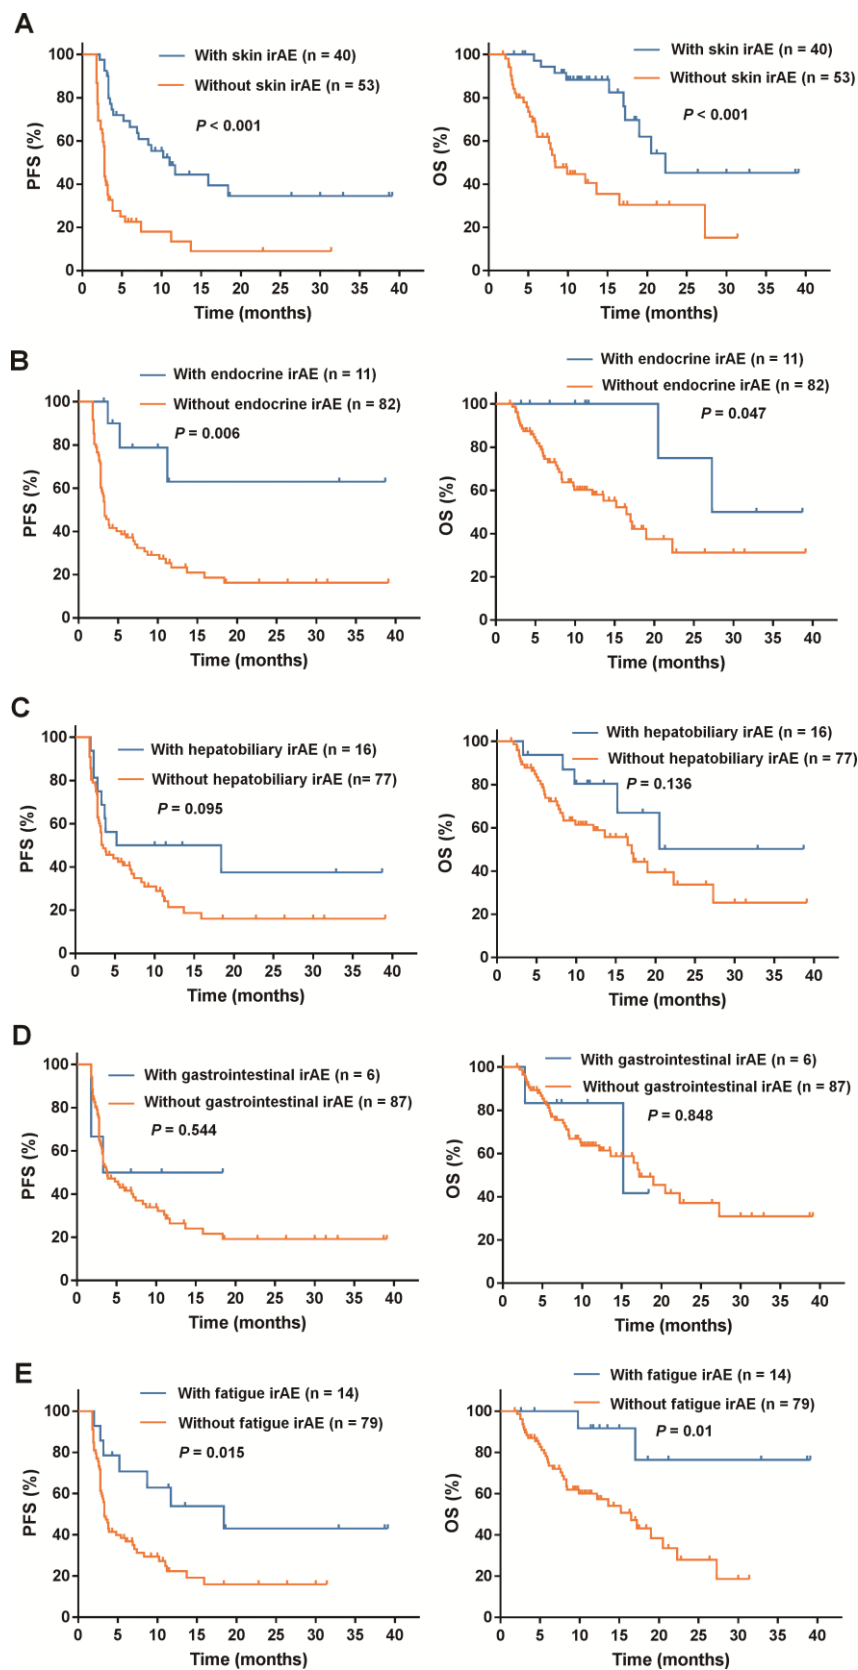 A
With skin irAE (n = 40)
Without skin irAE (n = 53)
P < 0.001
PFS (%)
100
80
60
40
20
0
0 5 10 15 20 25 30 35 40
Time (months)
With skin irAE (n = 40)
Without skin irAE (n = 53)
P < 0.001
OS (%)
100
80
60
40
20
0
0 5 10 15 20 25 30 35 40
Time (months)
B
With endocrine irAE (n = 11)
Without endocrine irAE (n = 82)
P = 0.006
PFS (%)
100
80
60
40
20
0
0 5 10 15 20 25 30 35 40
Time (months)
With endocrine irAE (n = 11)
Without endocrine irAE (n = 82)
P = 0.047
OS (%)
100
80
60
40
20
0
0 5 10 15 20 25 30 35 40
Time (months)
C
With hepatobiliary irAE (n = 16)
Without hepatobiliary irAE (n= 77)
P = 0.095
PFS (%)
100
80
60
40
20
0
0 5 10 15 20 25 30 35 40
Time (months)
With hepatobiliary irAE (n = 16)
Without hepatobiliary irAE (n = 77)
P = 0.136
OS (%)
100
80
60
40
20
0
0 5 10 15 20 25 30 35 40
Time (months)
D
With gastrointestinal irAE (n = 6)
Without gastrointestinal irAE (n = 87)
P = 0.544
PFS (%)
100
80
60
40
20
0
0 5 10 15 20 25 30 35 40
Time (months)
With gastrointestinal irAE (n = 6)
Without gastrointestinal irAE (n = 87)
P = 0.848
OS (%)
100
80
60
40
20
0
0 5 10 15 20 25 30 35 40
Time (months)
E
With fatigue irAE (n = 14)
Without fatigue irAE (n = 79)
P = 0.015
PFS (%)
100
80
60
40
20
0
0 5 10 15 20 25 30 35 40
Time (months)
With fatigue irAE (n = 14)
Without fatigue irAE (n = 79)
P = 0.01
OS (%)
100
80
60
40
20
0
0 5 10 15 20 25 30 35 40
Time (months)